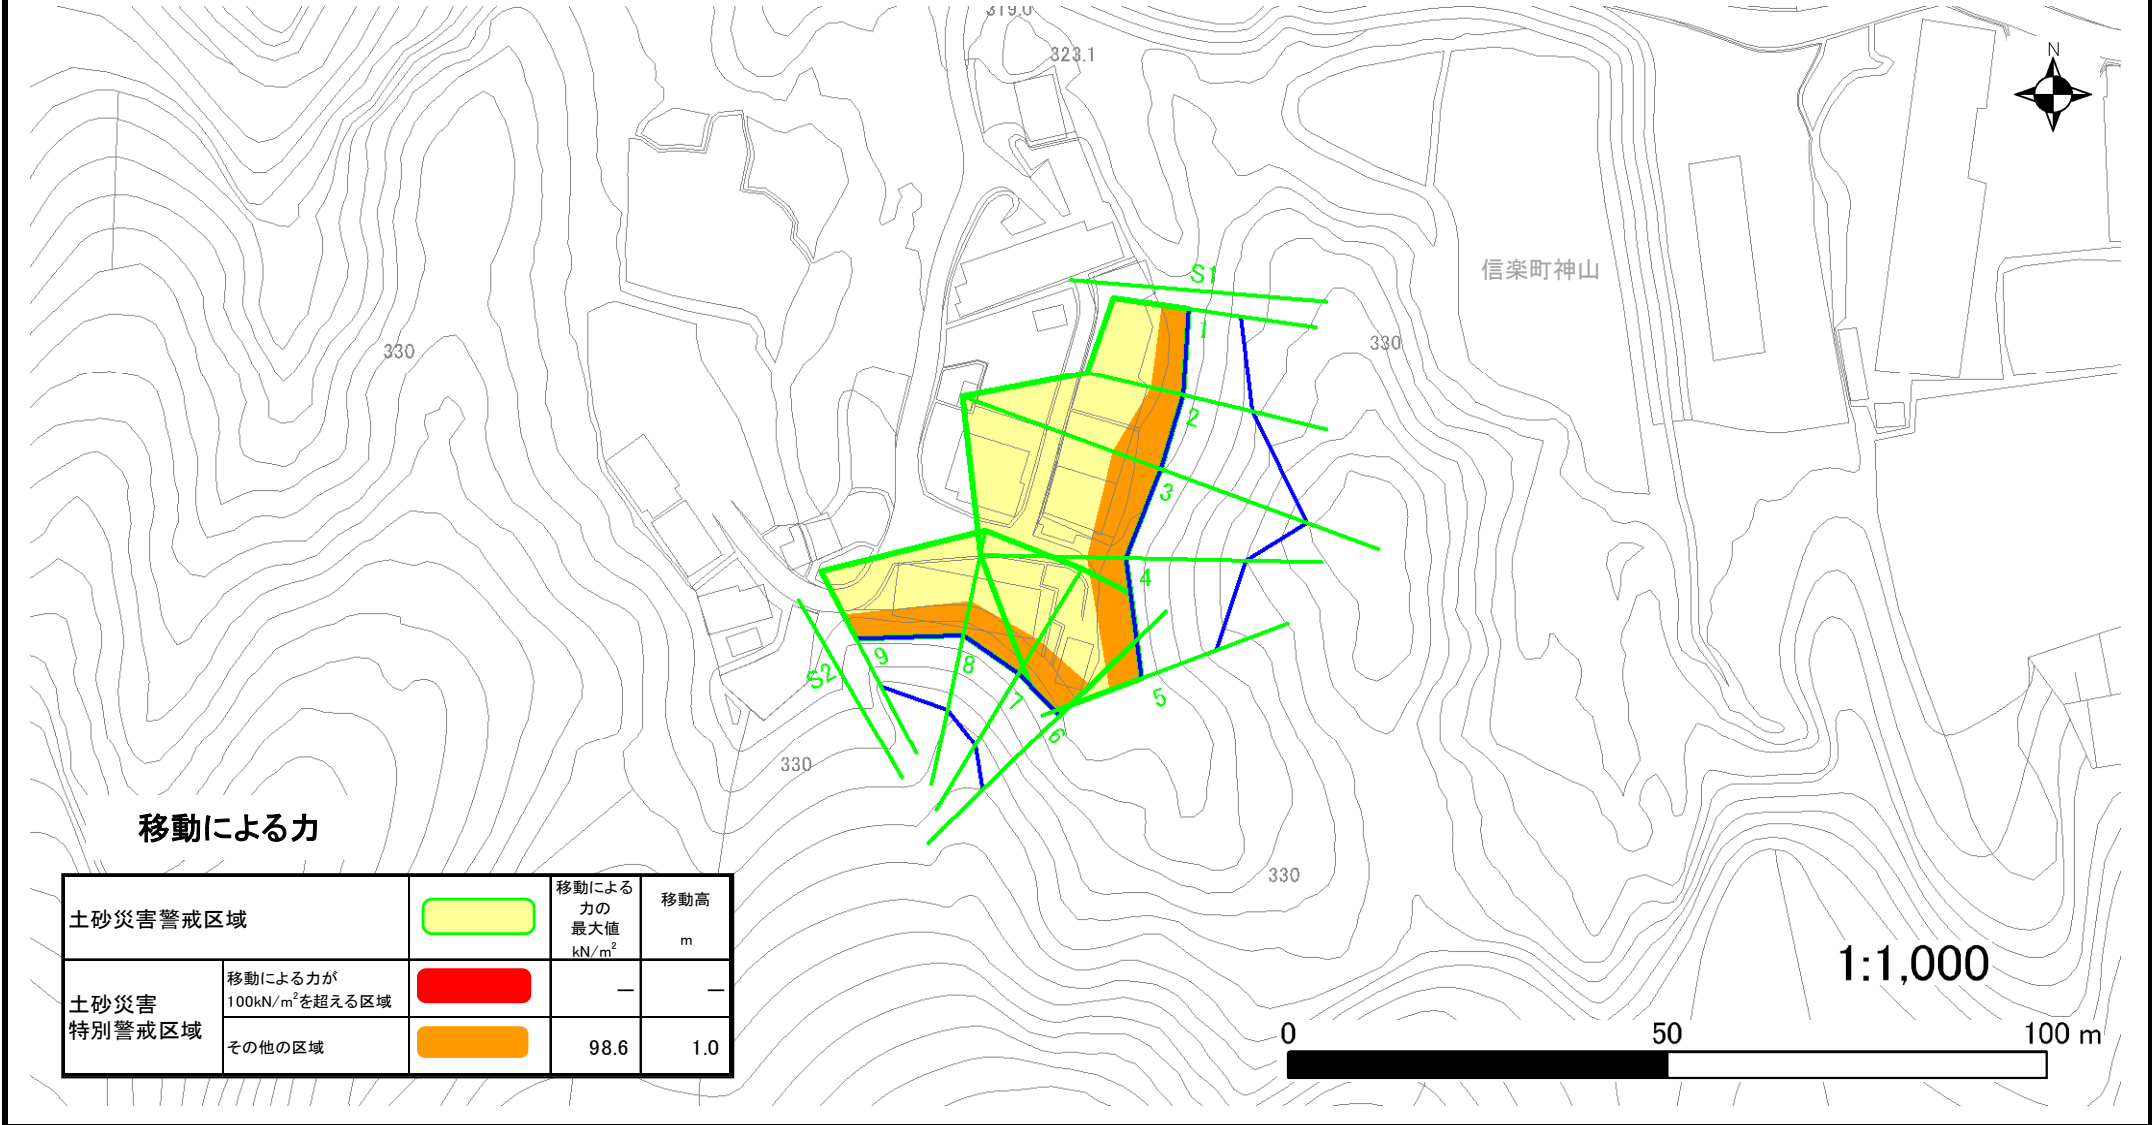 319.0
323.1
N
信楽町神山
S1
1
330
330
2
3
4
5
6
7
8
9
S2
330
330
移動による力
土砂災害警戒区域
移動による
力の
最大値
kN/m²
移動高
m
土砂災害
特別警戒区域
移動による力が
100kN/m²を超える区域
—
—
その他の区域
98.6
1.0
1:1,000
0
50
100 m